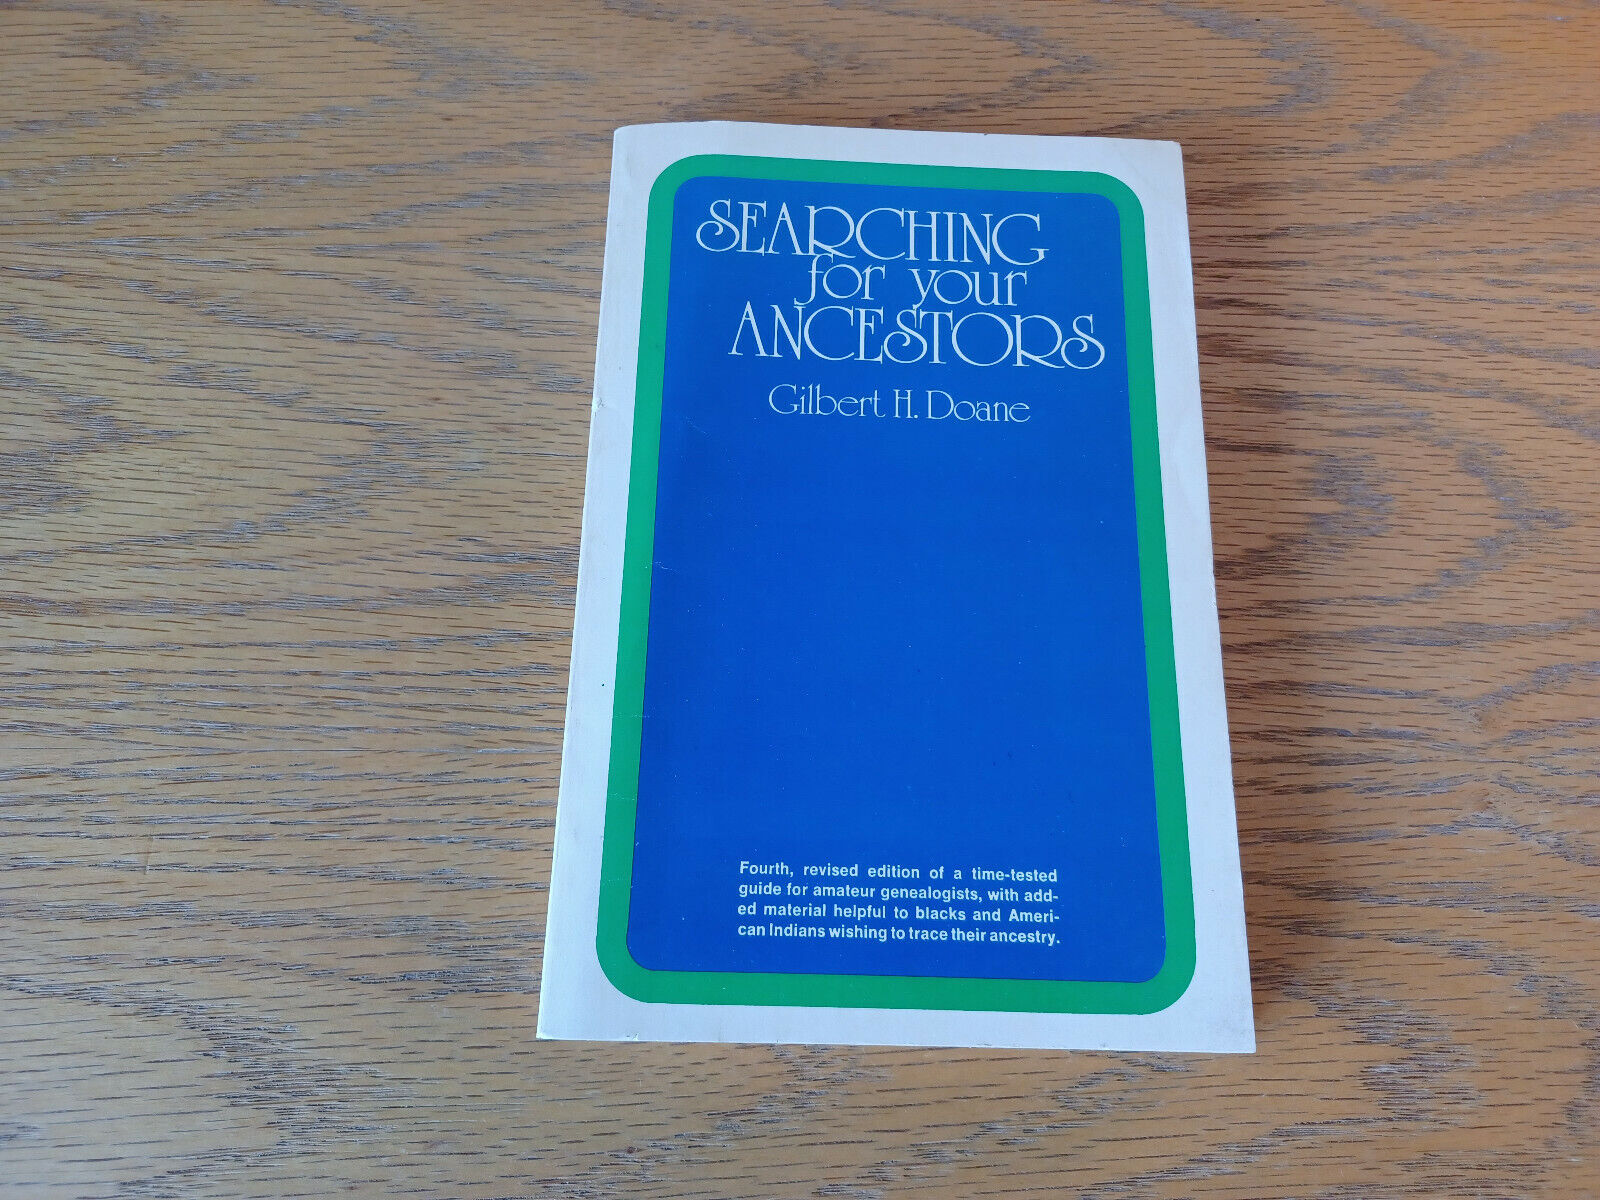 SEARCHING
for your
ANCESTORS
Gilbert H. Doane
Fourth, revised edition of a time-tested
guide for amateur genealogists, with add-
ed material helpful to blacks and Ameri-
can Indians wishing to trace their ancestry.